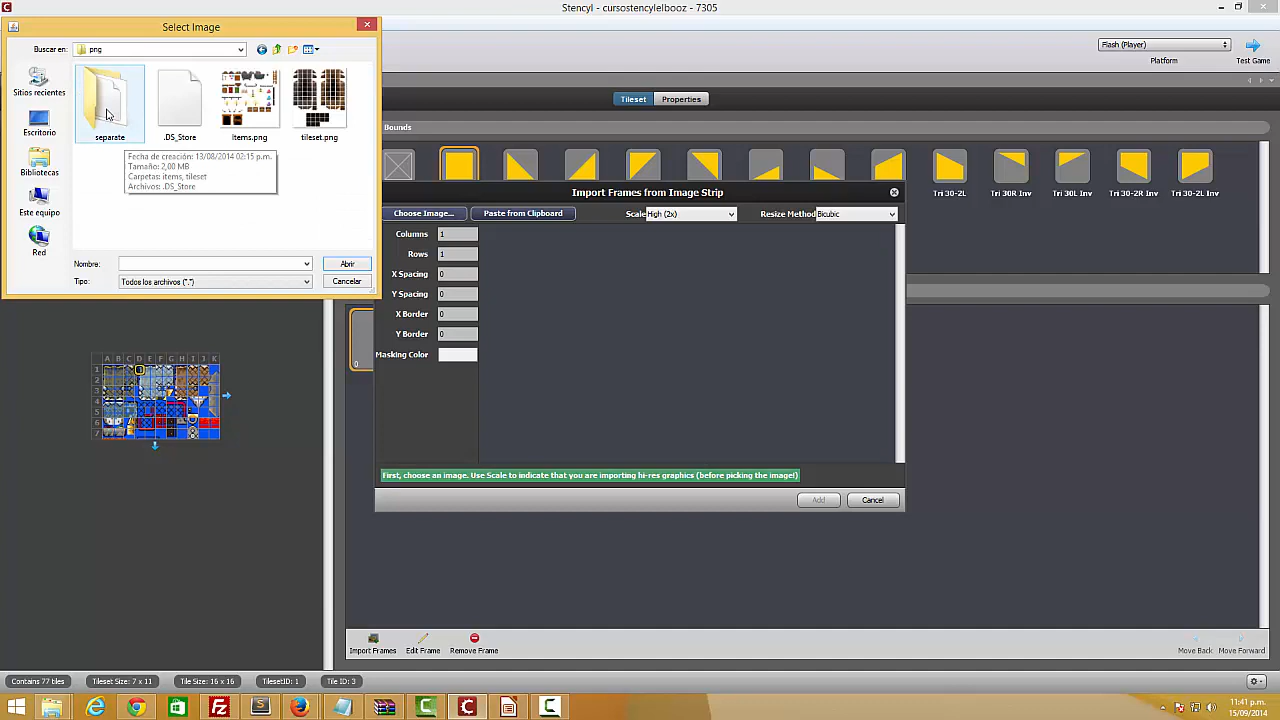 Stencyl - cursostencylelbooz - 7305
Select Image
Buscar en: png
Sitios recientes
Escritorio
Bibliotecas
Este equipo
Red
separate
.DS_Store
Items.png
tileset.png
Fecha de creación: 13/08/2014 02:15 p.m.
Tamaño: 2,00 MB
Carpetas: items, tileset
Archivos: .DS_Store
Nombre:
Abrir
Tipo: Todos los archivos (*.*)
Cancelar
Flash (Player)
Platform
Test Game
Tileset
Properties
Bounds
Tri 30-2L
Tri 30R Inv
Tri 30L Inv
Tri 30-2R Inv
Tri 30-2L Inv
Import Frames from Image Strip
Choose Image...
Paste from Clipboard
Scale High (2x)
Resize Method Bicubic
Columns 1
Rows 1
X Spacing 0
Y Spacing 0
X Border 0
Y Border 0
Masking Color
First, choose an image. Use Scale to indicate that you are importing hi-res graphics (before picking the image!)
Add
Cancel
0
A B C D E F G H I J K
1
2
3
4
5
6
7
Import Frames
Edit Frame
Remove Frame
Move Back
Move Forward
Contains 77 tiles
Tileset Size: 7 x 11
Tile Size: 16 x 16
TilesetID: 1
Tile ID: 3
11:41 p.m.
15/09/2014